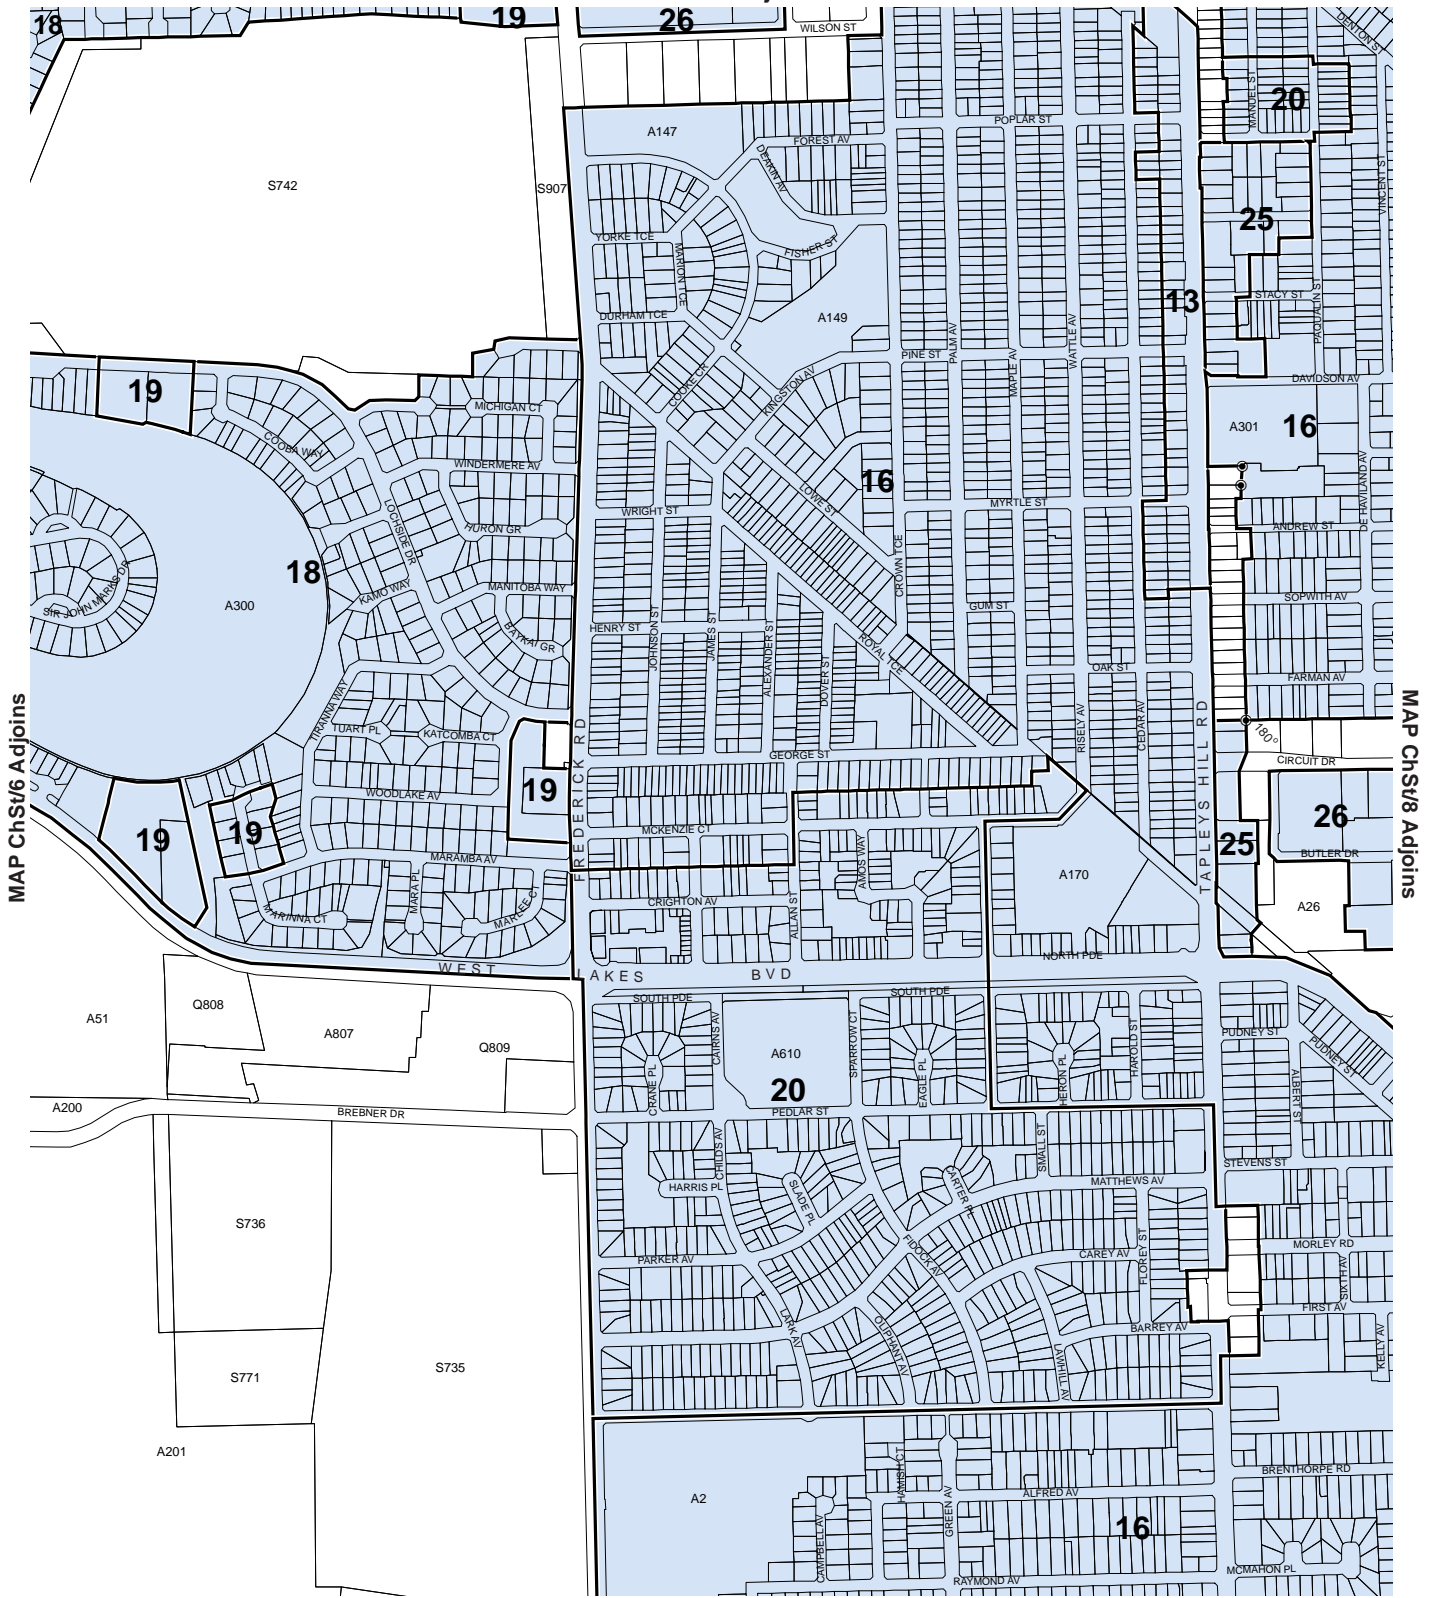 18
19
26
WILSON ST
DENTON ST
MANUEL ST
20
A147
FOREST AV
POPLAR ST
DEAKIN AV
VINCENT ST
S742
S907
25
YORKE TCE
MARION TCE
FISHER ST
13
STACY ST
PAQUALIN ST
DURHAM TCE
A149
PINE ST
PALM AV
MAPLE AV
WATTLE AV
DAVIDSON AV
19
COOKE CR
KINGSTON AV
MICHIGAN CT
A301
16
COOBA WAY
WINDERMERE AV
16
LOWE ST
MYRTLE ST
DE HAVILAND AV
LOCHSIDE DR
WRIGHT ST
HURON GR
ANDREW ST
18
CROWN TCE
SIR JOHN MARKS DR
A300
KAMO WAY
MANITOBA WAY
GUM ST
SOPWITH AV
BAYKAI GR
HENRY ST
JOHNSON ST
JAMES ST
ALEXANDER ST
DOVER ST
ROYAL TCE
OAK ST
FARMAN AV
MAP ChSt/6 Adjoins
MAP ChSt/8 Adjoins
TIRANNA WAY
TUART PL
KATCOMBA CT
FREDERICK RD
GEORGE ST
RISELY AV
CEDAR AV
TAPLEYS HILL RD
180°
CIRCUIT DR
WOODLAKE AV
19
19
19
MCKENZIE CT
26
25
BUTLER DR
MARAMBA AV
AMOS WAY
A170
MARA PL
MARINNA CT
MARLEE CT
CRIGHTON AV
ALLAN ST
A26
NORTH PDE
WEST LAKES BVD
SOUTH PDE
SOUTH PDE
A51
Q808
A807
Q809
CAIRNS AV
SPARROW CT
HAROLD ST
PUDNEY ST
PUDNEY ST
A610
CRANE PL
EAGLE PL
HERON PL
ALBERT ST
20
A200
BREBNER DR
PEDLAR ST
CHILDS AV
SMALL ST
STEVENS ST
HARRIS PL
SLADE PL
CARTER PL
MATTHEWS AV
S736
PARKER AV
FIDOCK AV
CAREY AV
FLOREY ST
MORLEY RD
SIXTH AV
FIRST AV
LARK AV
OLIPHANT AV
BARREY AV
KELLY AV
LAWHILL AV
S771
S735
A201
HAMISH CT
BRENTHORPE RD
A2
GREEN AV
ALFRED AV
16
CAMPBELL AV
RAYMOND AV
MCMAHON PL